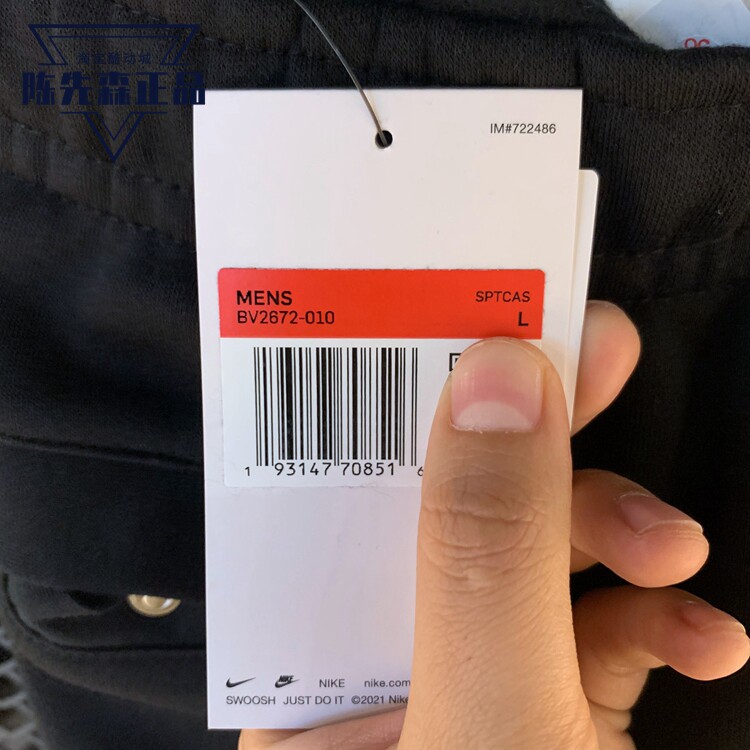 陈先森正品
IM#722486
MENS
SPTCAS
BV2672-010
L
1 93147 70851 6
NIKE nike.com
SWOOSH JUST DO IT ©2021 Nike